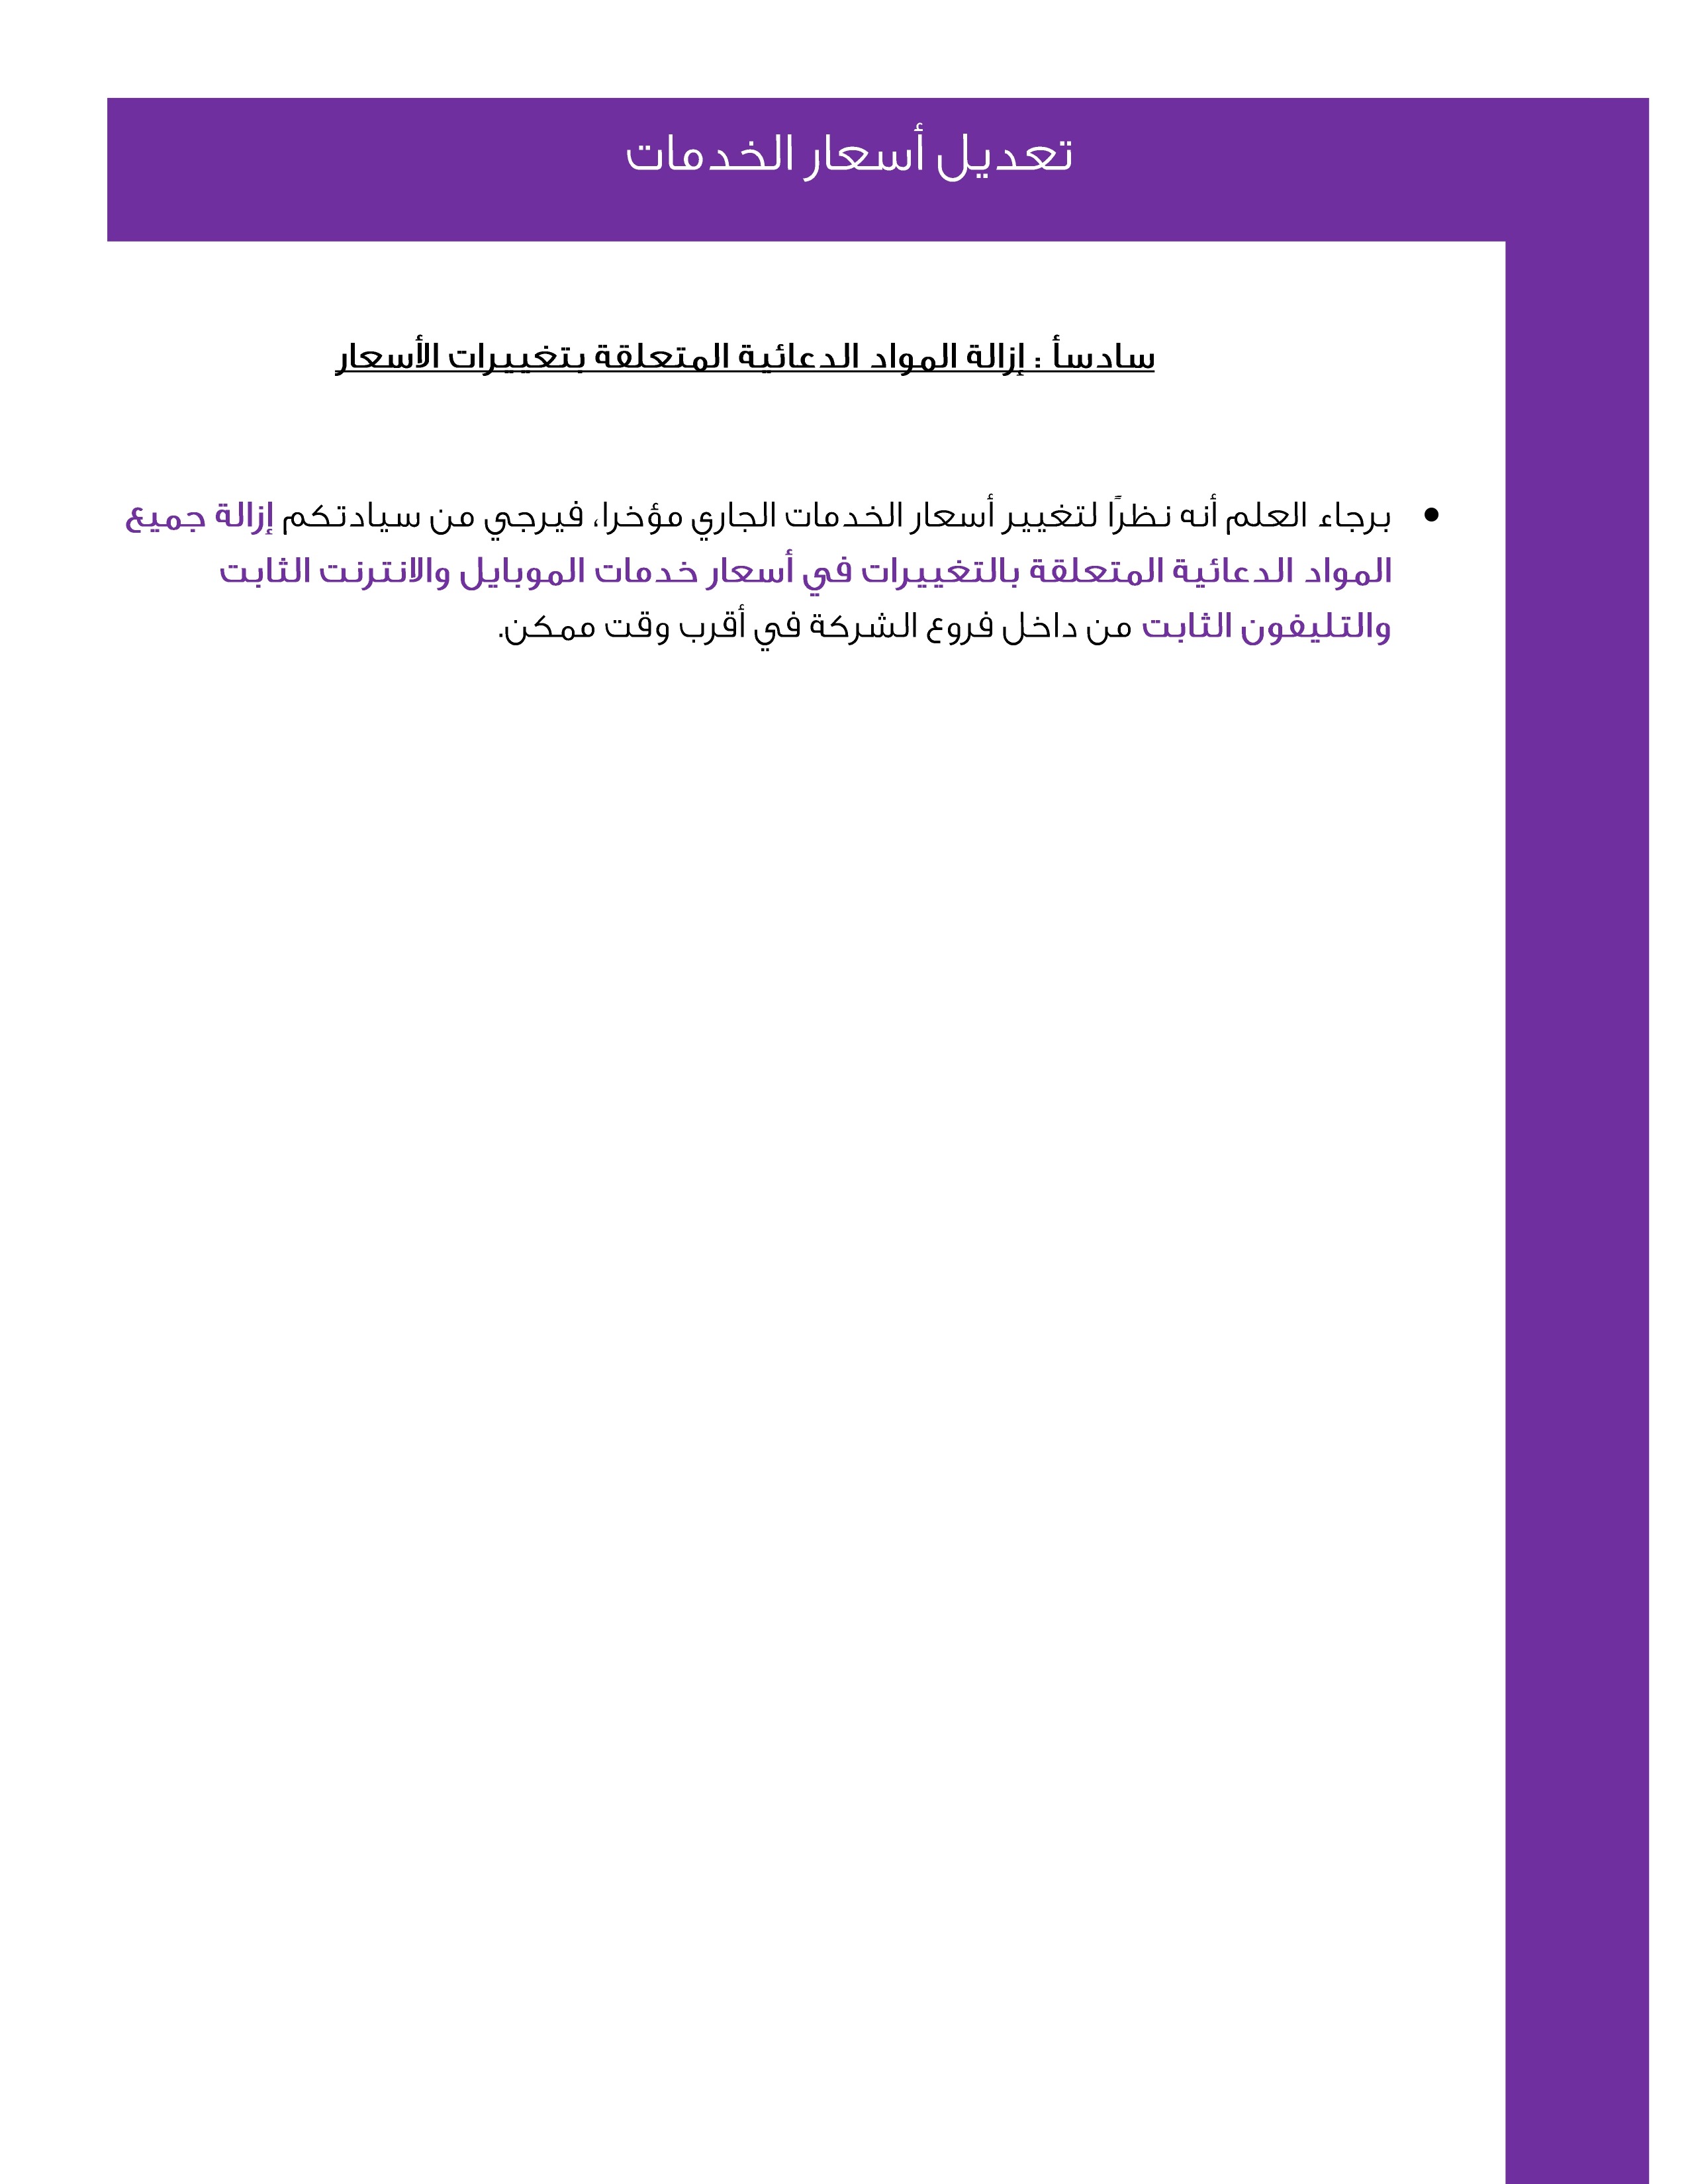 تعديل أسعار الخدمات
سادسأ : إزالة المواد الدعائية المتعلقة بتغييرات الأسعار
• برجاء العلم أنه نظرًا لتغيير أسعار الخدمات الجاري مؤخرا، فيرجي من سيادتكم إزالة جميع
المواد الدعائية المتعلقة بالتغييرات في أسعار خدمات الموبايل والانترنت الثابت
والتليفون الثابت من داخل فروع الشركة في أقرب وقت ممكن.